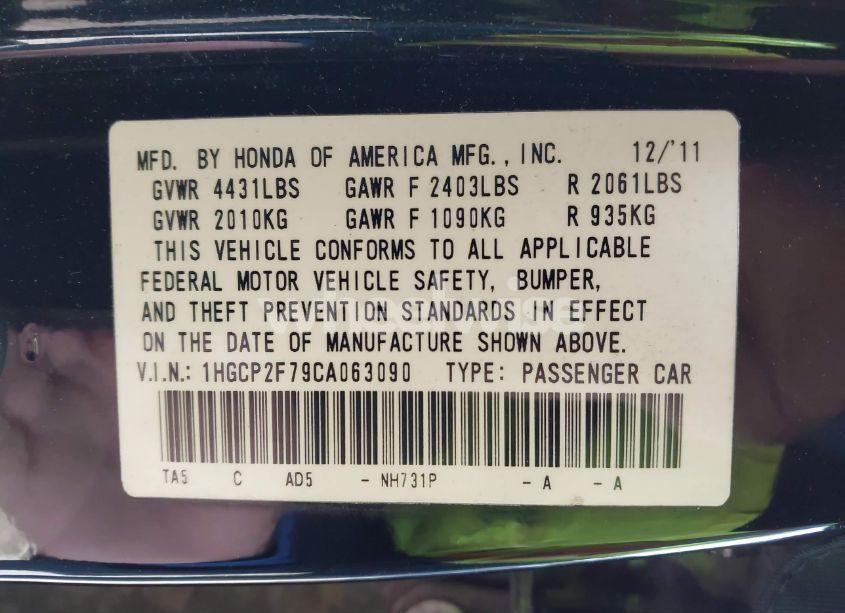 MFD. BY HONDA OF AMERICA MFG., INC. 12/'11
GVWR 4431LBS GAWR F 2403LBS R 2061LBS
GVWR 2010KG GAWR F 1090KG R 935KG
THIS VEHICLE CONFORMS TO ALL APPLICABLE
FEDERAL MOTOR VEHICLE SAFETY, BUMPER,
AND THEFT PREVENTION STANDARDS IN EFFECT
wheelwise
ON THE DATE OF MANUFACTURE SHOWN ABOVE.
V.I.N.: 1HGCP2F79CA063090 TYPE: PASSENGER CAR
TA5 C AD5 - NH731P - A - A